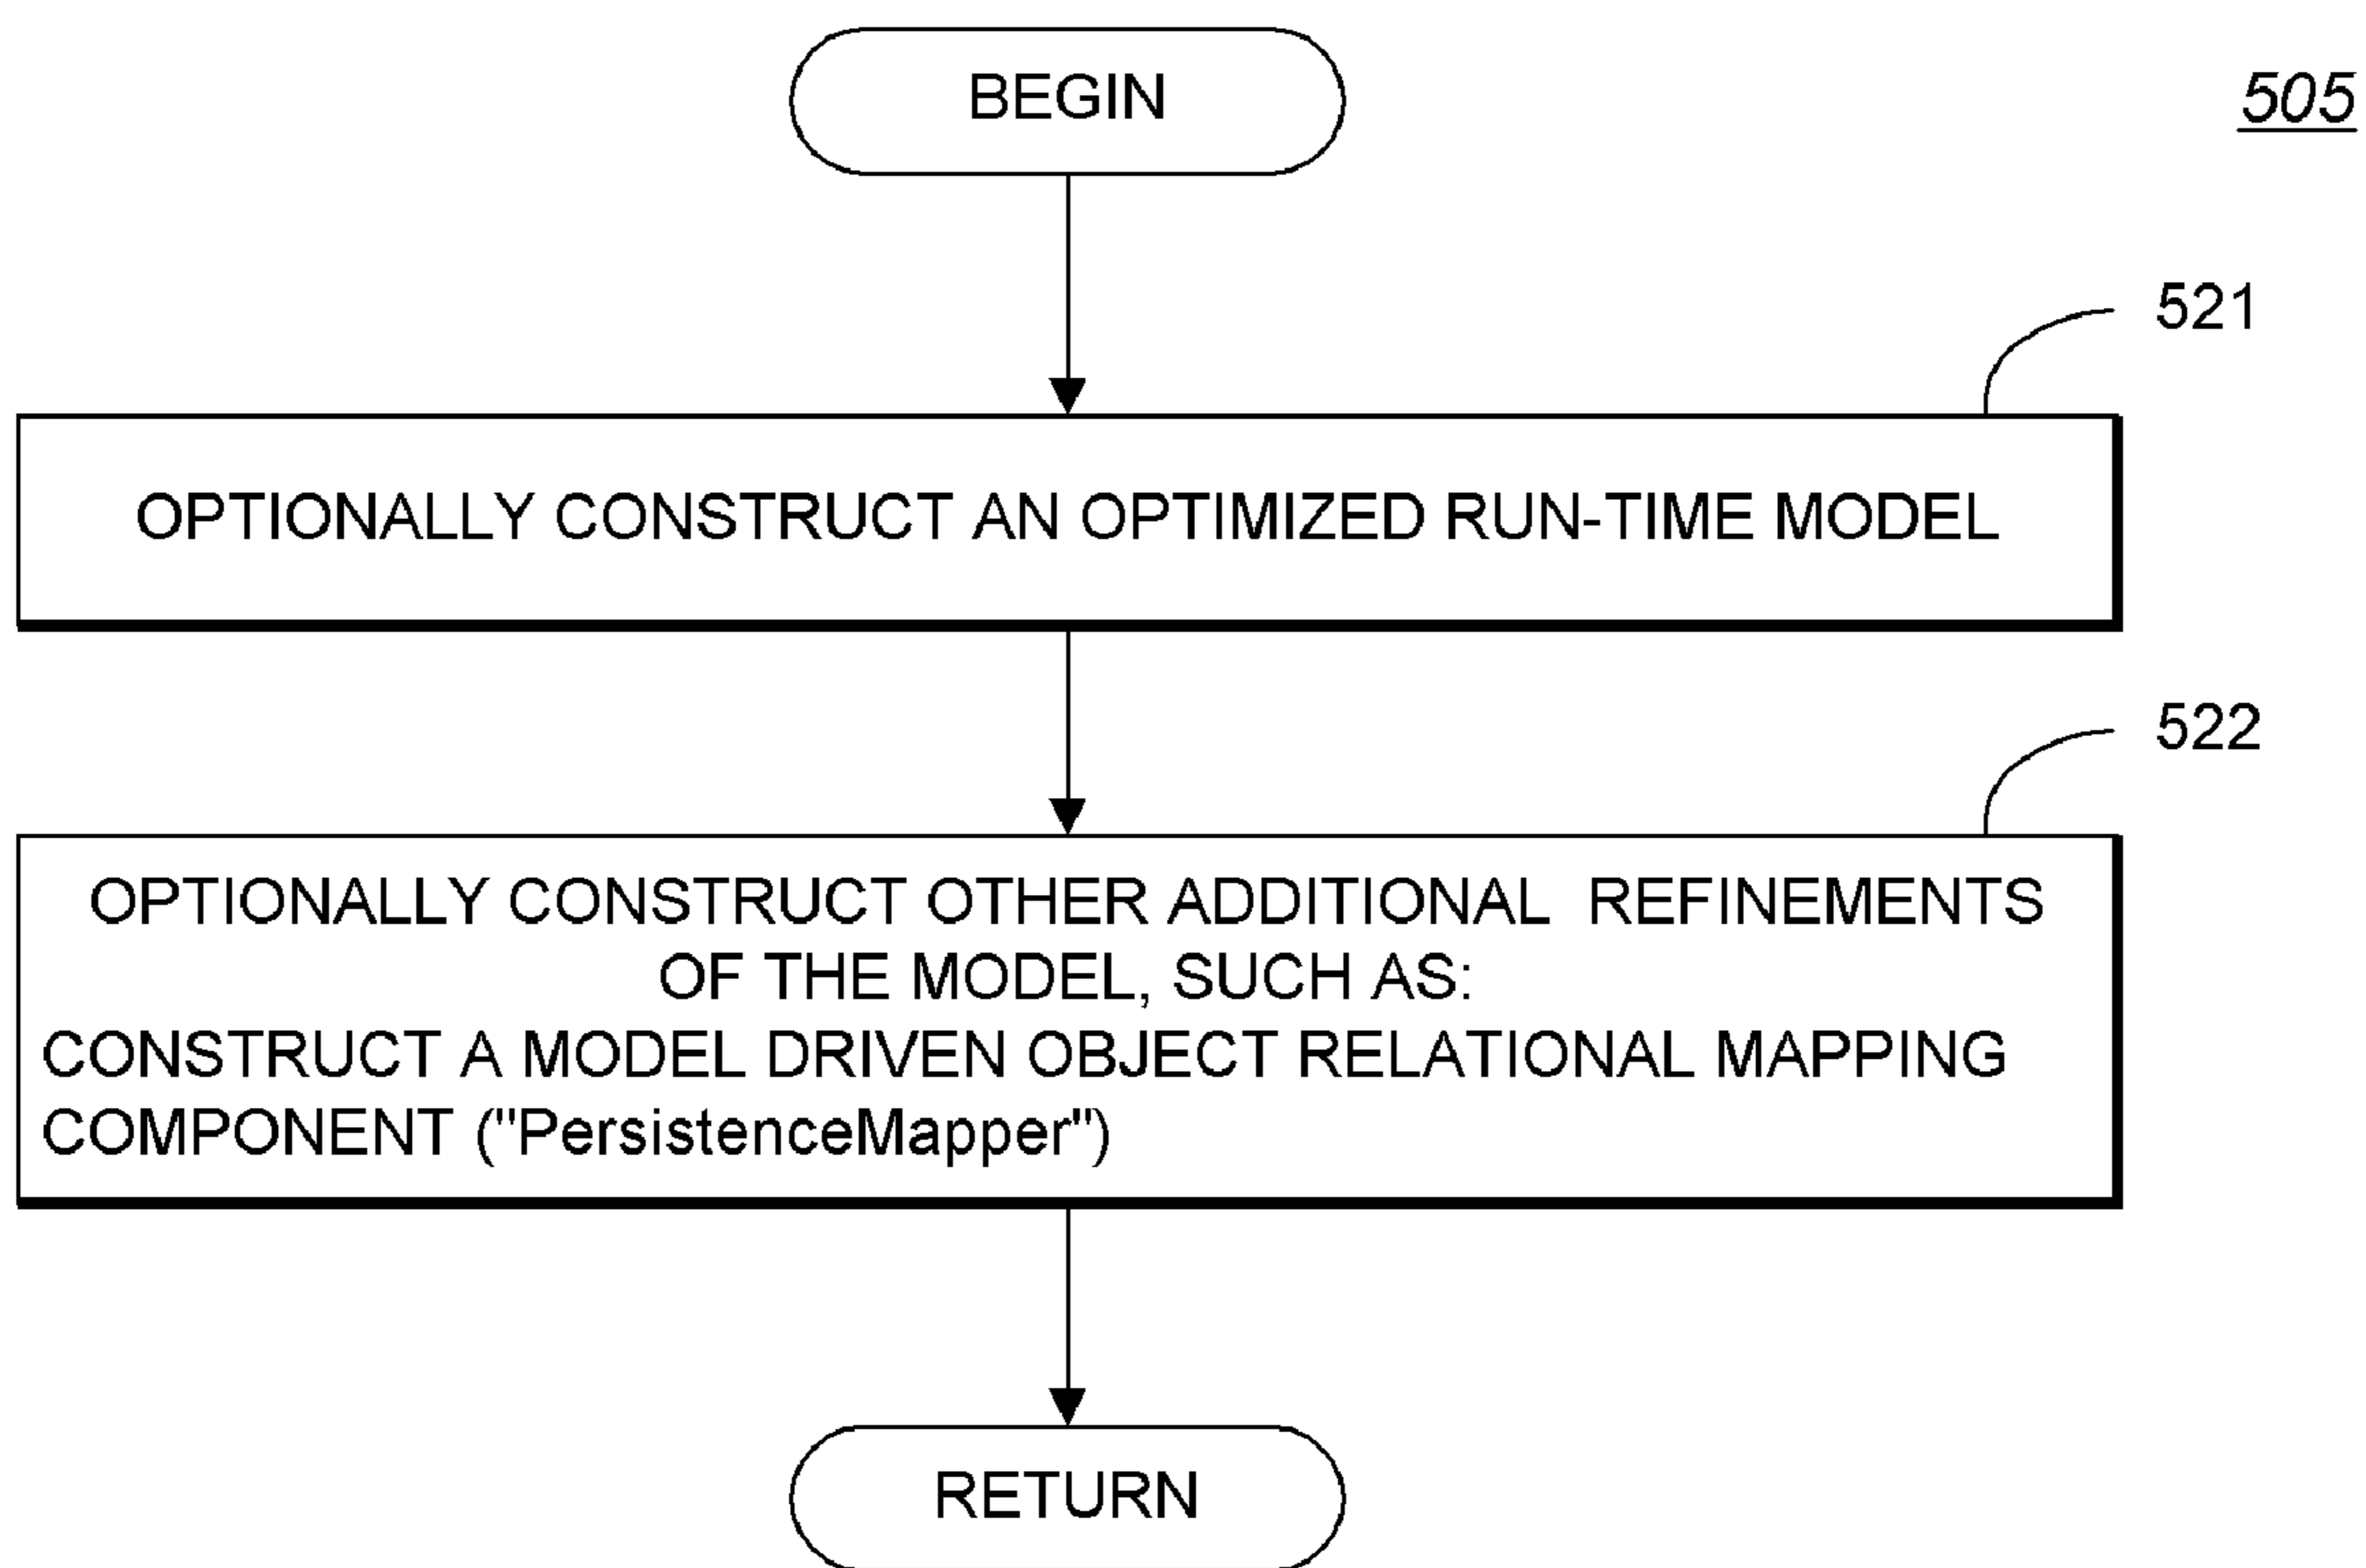 BEGIN
505
521
OPTIONALLY CONSTRUCT AN OPTIMIZED RUN-TIME MODEL
522
OPTIONALLY CONSTRUCT OTHER ADDITIONAL REFINEMENTS
OF THE MODEL, SUCH AS:
CONSTRUCT A MODEL DRIVEN OBJECT RELATIONAL MAPPING
COMPONENT ("PersistenceMapper")
RETURN